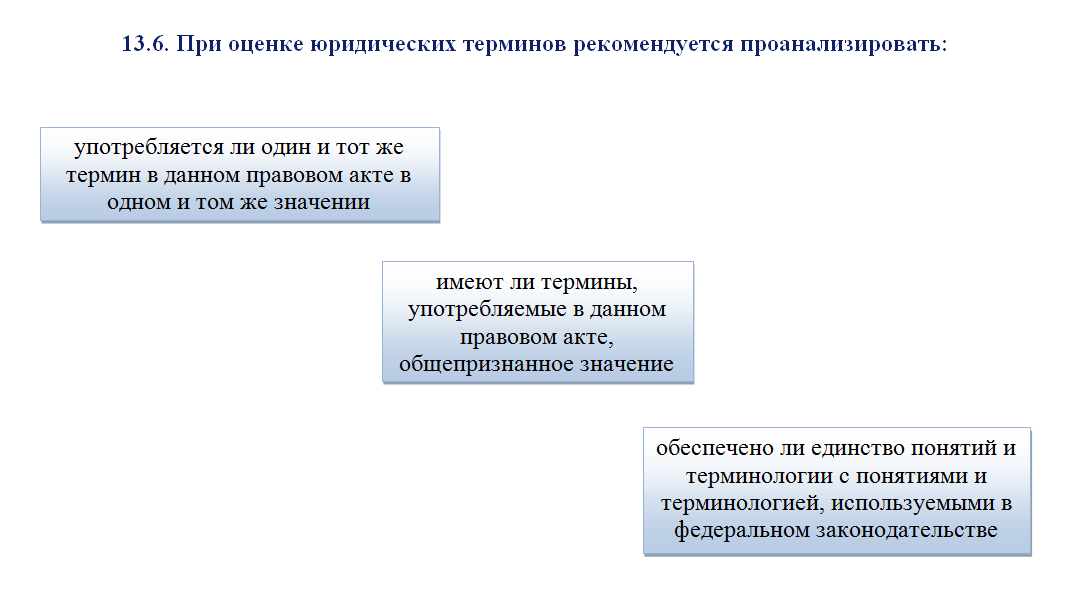 13.6. При оценке юридических терминов рекомендуется проанализировать:
употребляется ли один и тот же
термин в данном правовом акте в
одном и том же значении
имеют ли термины,
употребляемые в данном
правовом акте,
общепризнанное значение
обеспечено ли единство понятий и
терминологии с понятиями и
терминологией, используемыми в
федеральном законодательстве